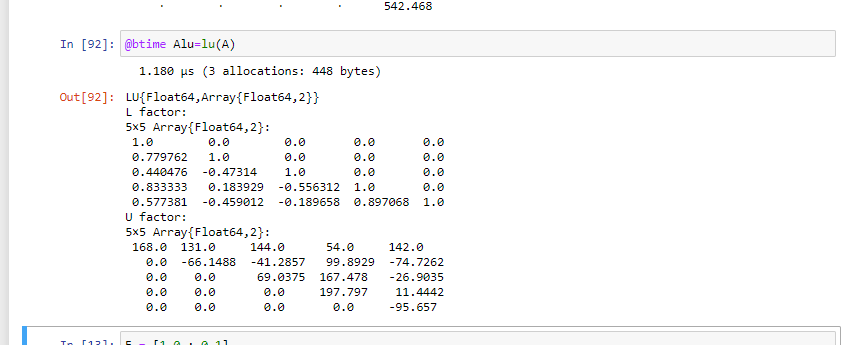 . . . . 542.468
In [92]: @btime Alu=lu(A)
1.180 μs (3 allocations: 448 bytes)
Out[92]: LU{Float64,Array{Float64,2}}
L factor:
5×5 Array{Float64,2}:
1.0 0.0 0.0 0.0 0.0
0.779762 1.0 0.0 0.0 0.0
0.440476 -0.47314 1.0 0.0 0.0
0.833333 0.183929 -0.556312 1.0 0.0
0.577381 -0.459012 -0.189658 0.897068 1.0
U factor:
5×5 Array{Float64,2}:
168.0 131.0 144.0 54.0 142.0
0.0 -66.1488 -41.2857 99.8929 -74.7262
0.0 0.0 69.0375 167.478 -26.9035
0.0 0.0 0.0 197.797 11.4442
0.0 0.0 0.0 0.0 -95.657
In [13]: